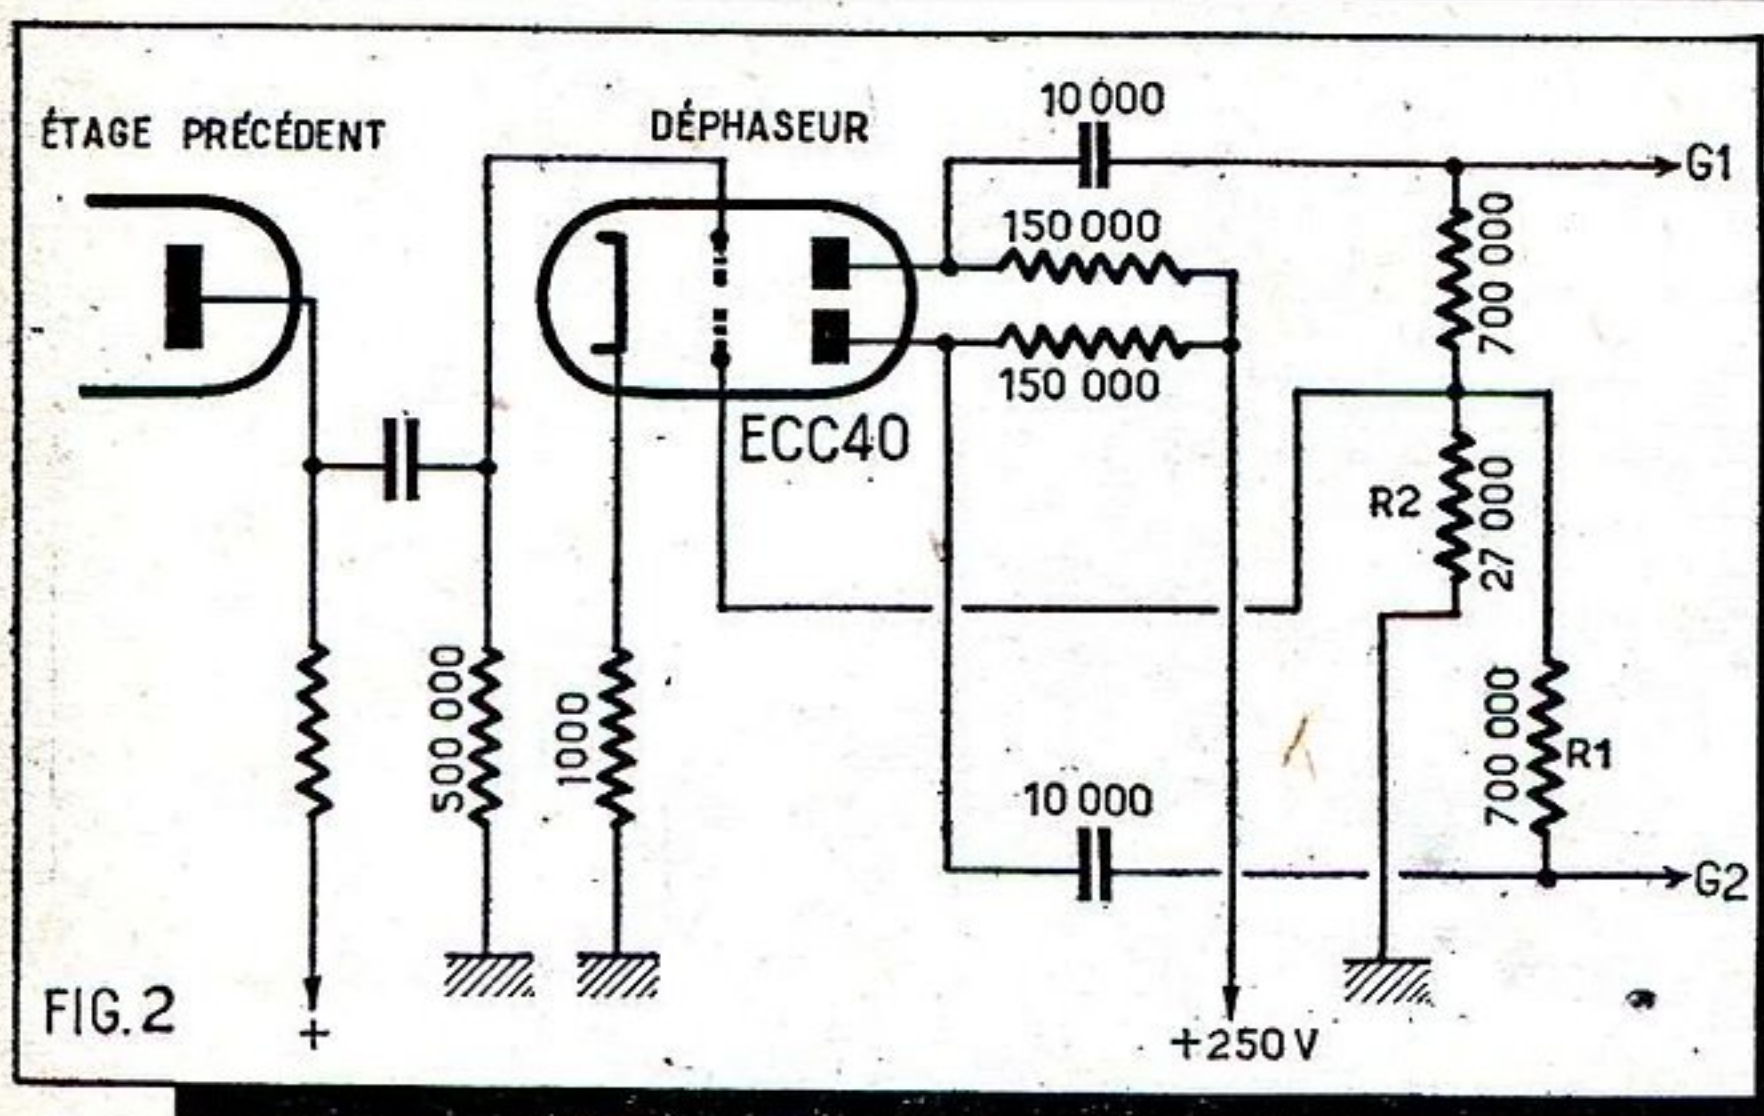 ÉTAGE PRÉCÉDENT
DÉPHASEUR
10 000
G1
150 000
700 000
150 000
ECC40
R2
27 000
500 000
1000
700 000
R1
10 000
G2
FIG. 2
+
+250 V